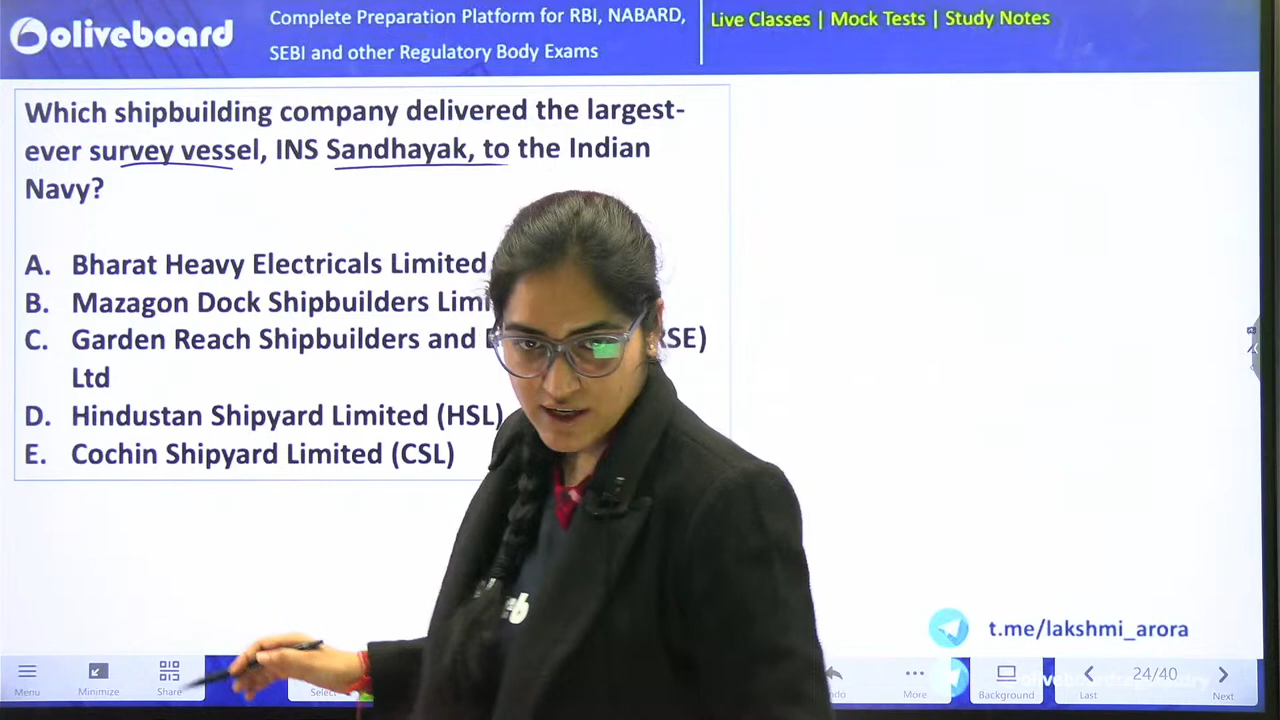 oliveboard
Complete Preparation Platform for RBI, NABARD,
SEBI and other Regulatory Body Exams
Live Classes | Mock Tests | Study Notes
Which shipbuilding company delivered the largest-
ever survey vessel, INS Sandhayak, to the Indian
Navy?
A. Bharat Heavy Electricals Limited
B. Mazagon Dock Shipbuilders
C. Garden Reach Shipbuilders and
Ltd
D. Hindustan Shipyard Limited (HSL)
E. Cochin Shipyard Limited (CSL)
t.me/lakshmi_arora
Menu
Minimize
Share
Select
More
Background
Last
24/40
Next